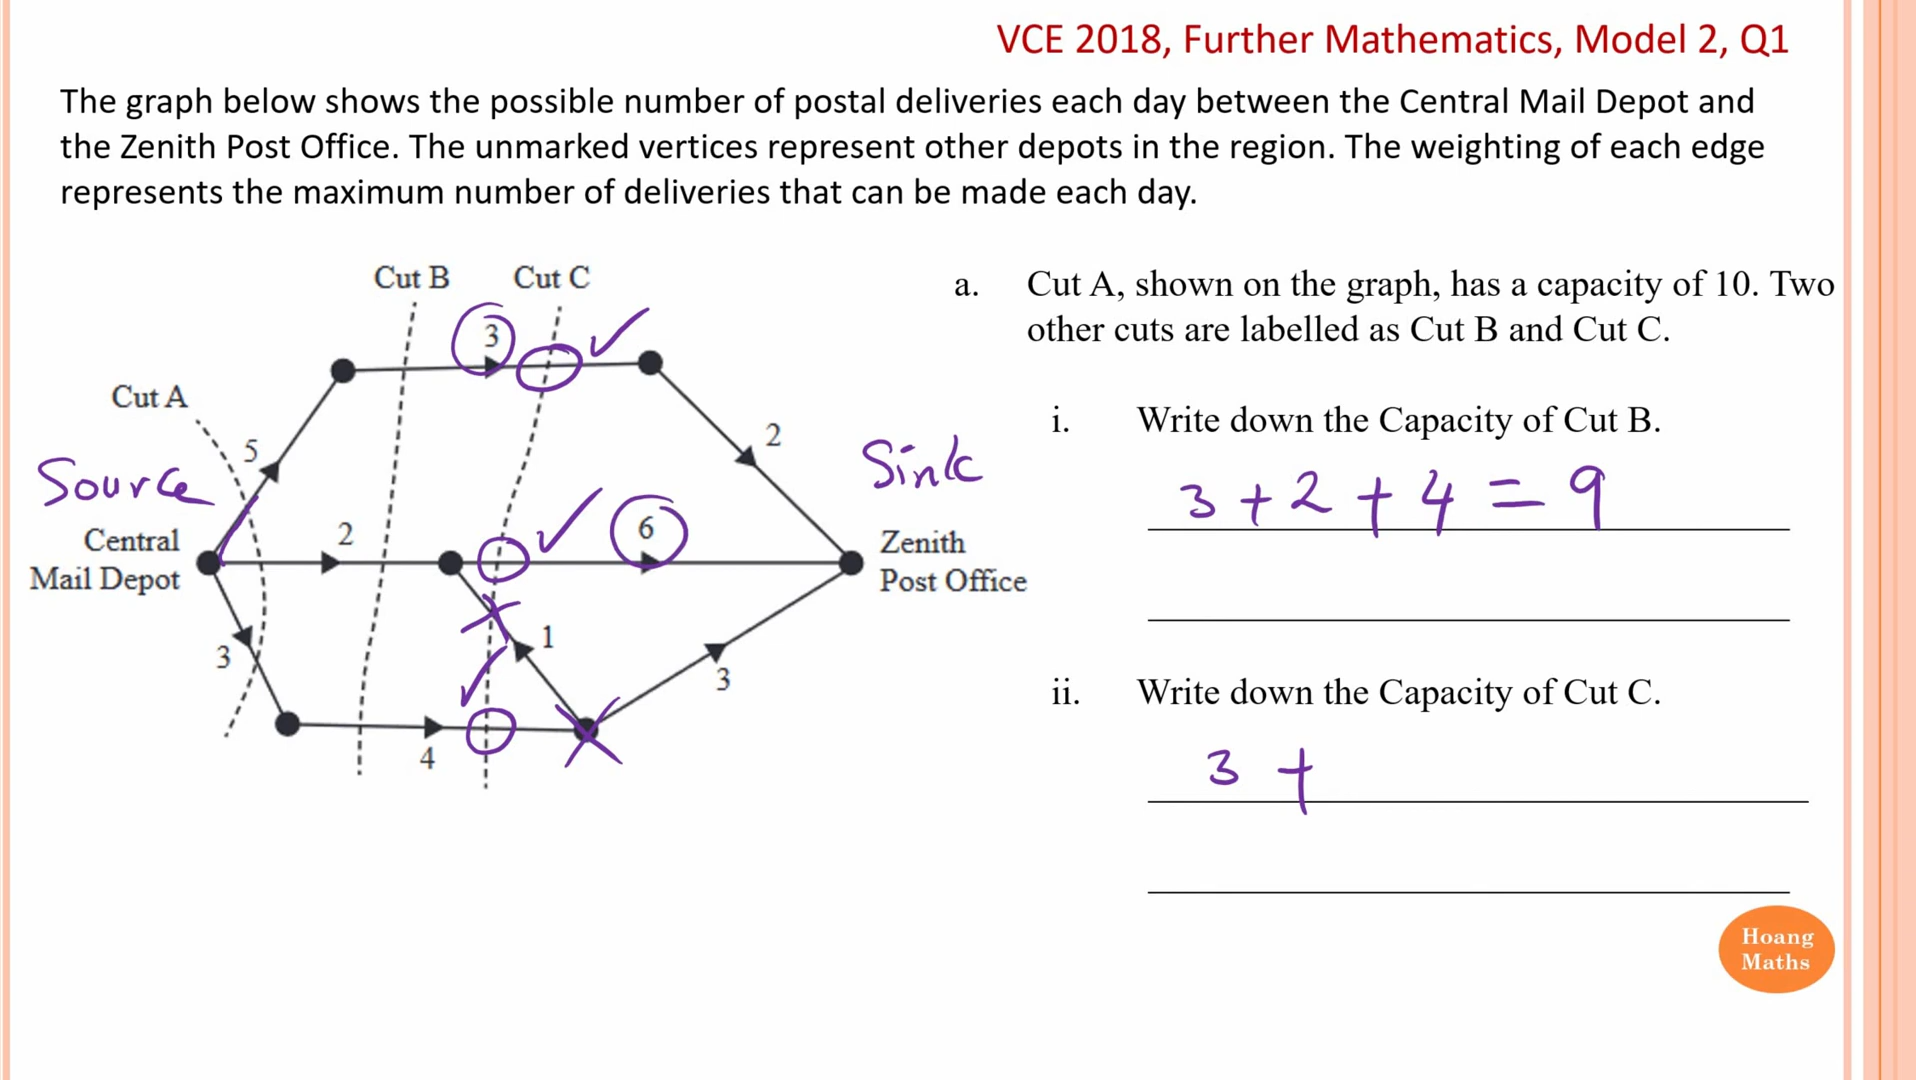 VCE 2018, Further Mathematics, Model 2, Q1
The graph below shows the possible number of postal deliveries each day between the Central Mail Depot and
the Zenith Post Office. The unmarked vertices represent other depots in the region. The weighting of each edge
represents the maximum number of deliveries that can be made each day.
Cut B
Cut C
3
Cut A
5
2
Source
Sink
Central
Mail Depot
2
6
Zenith
Post Office
3
1
3
4
a. Cut A, shown on the graph, has a capacity of 10. Two
other cuts are labelled as Cut B and Cut C.
i. Write down the Capacity of Cut B.
3 + 2 + 4 = 9
ii. Write down the Capacity of Cut C.
3 +
Hoang
Maths